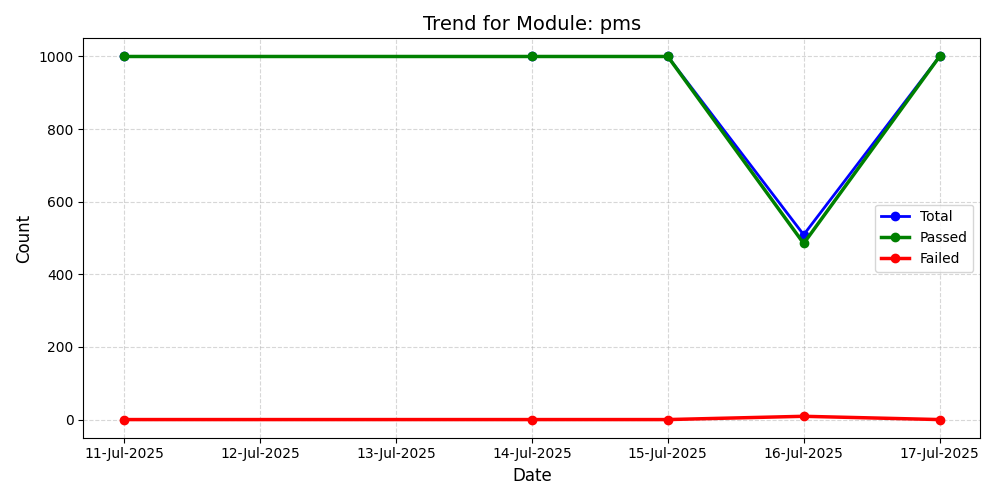 Trend for Module: pms
Count
1000
800
600
400
200
0
Total
Passed
Failed
11-Jul-2025 12-Jul-2025 13-Jul-2025 14-Jul-2025 15-Jul-2025 16-Jul-2025 17-Jul-2025
Date